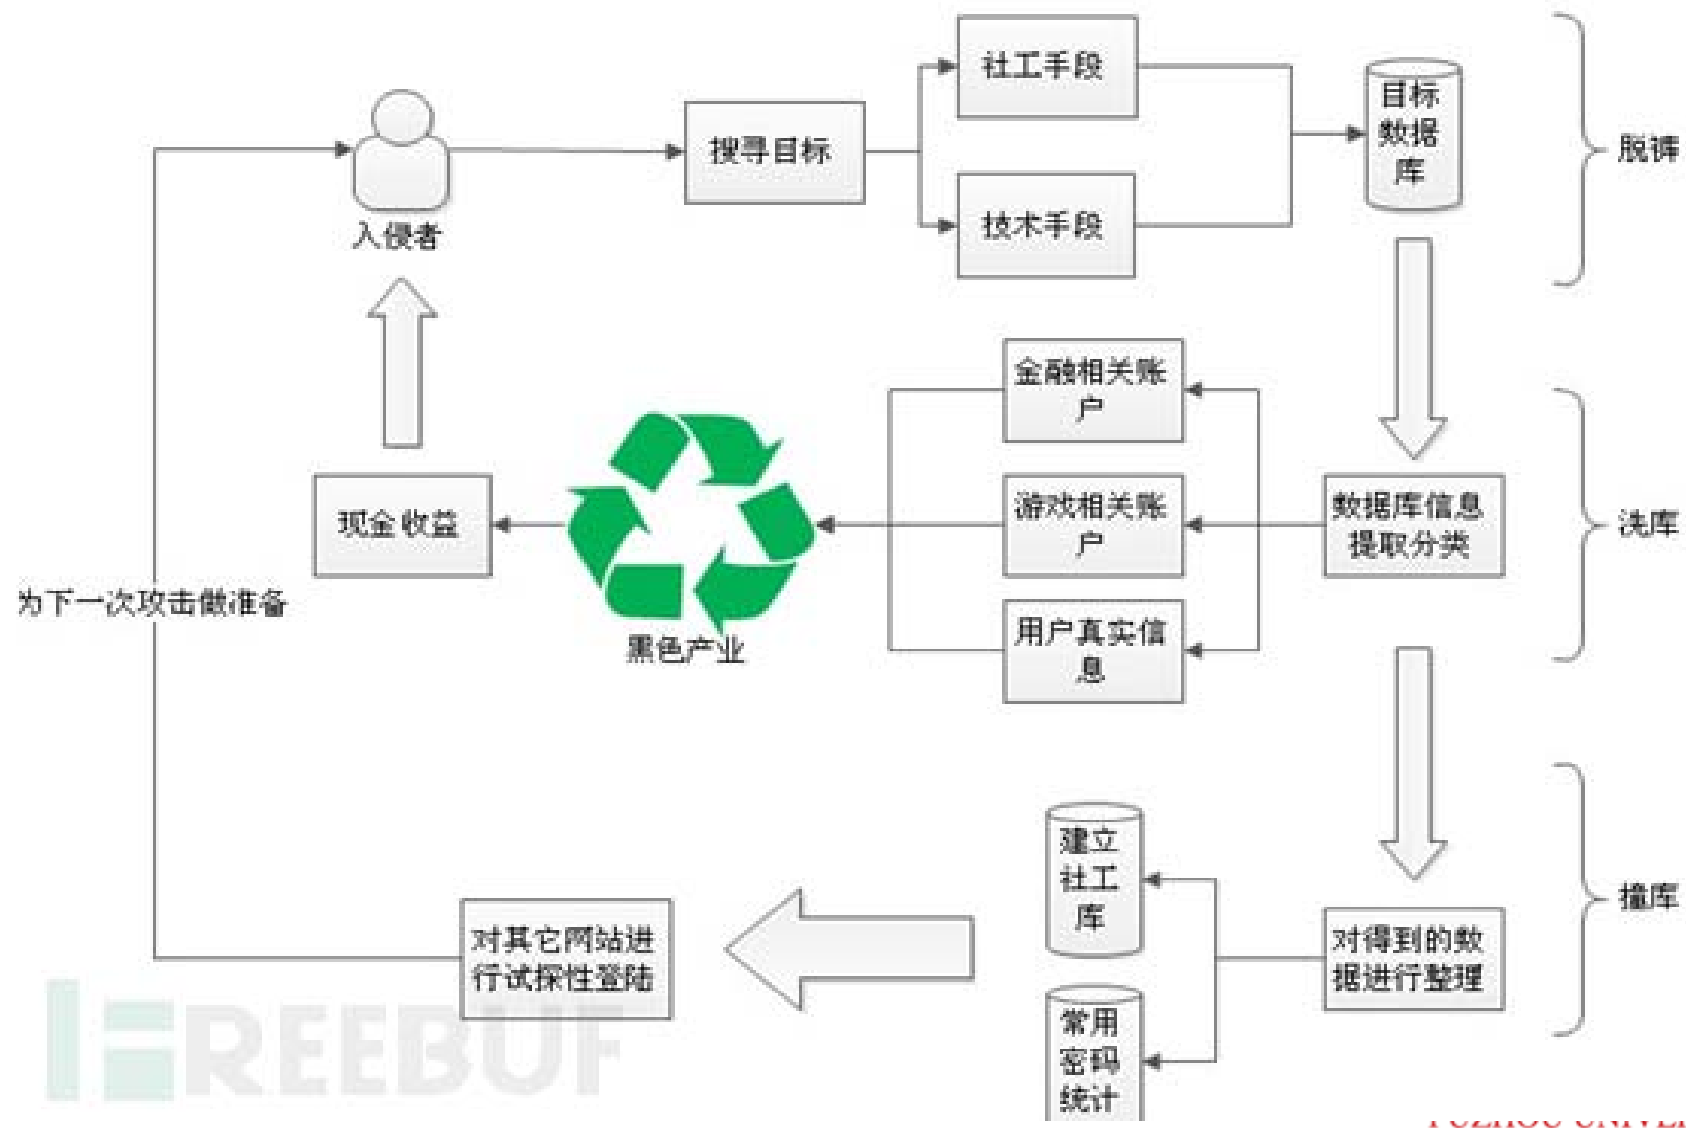 社工手段
目标
数据
库
搜寻目标
脱裤
技术手段
入侵者
金融相关账
户
现金收益
游戏相关账
户
数据库信息
提取分类
洗库
为下一次攻击做准备
黑色产业
用户真实信
息
建立
社工
库
对其它网站进
行试探性登陆
对得到的数
据进行整理
撞库
常用
密码
统计
REEBUF